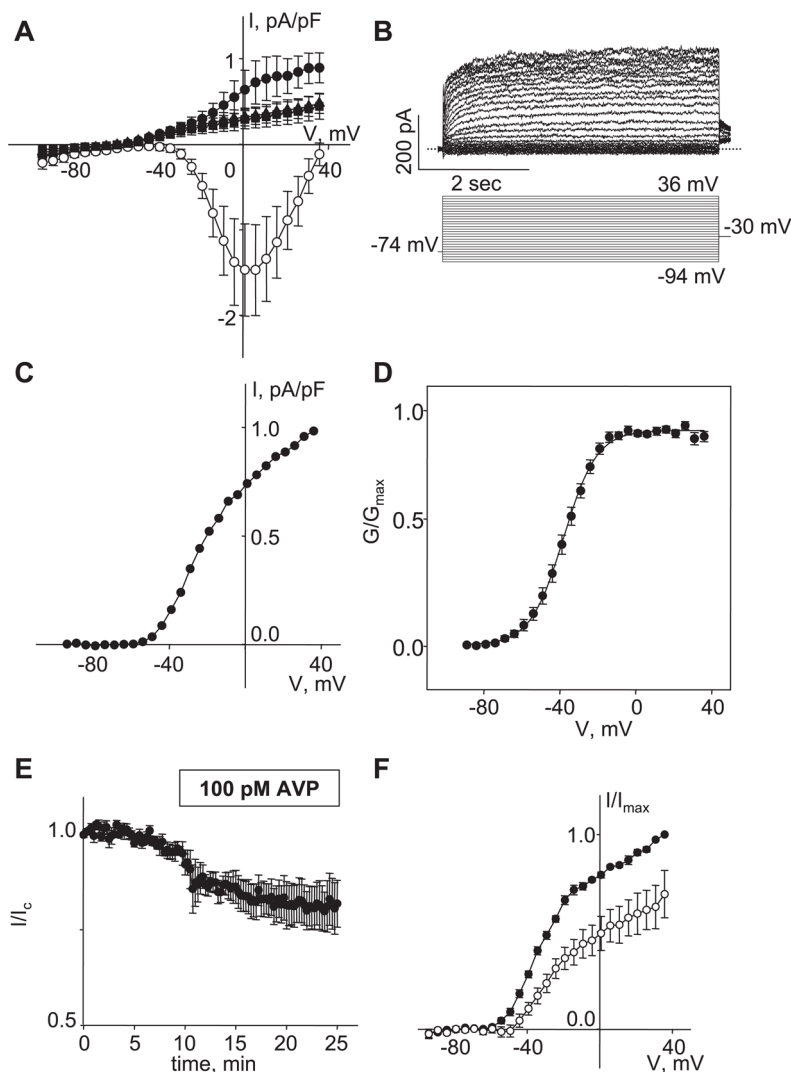 A
I, pA/pF
1
V, mV
-80
-40
0
40
-2
B
200 pA
2 sec
36 mV
-30 mV
-74 mV
-94 mV
C
I, pA/pF
1.0
0.5
0.0
-80
-40
40
V, mV
D
1.0
0.5
0.0
G/Gmax
-80
-40
0
40
V, mV
E
100 pM AVP
1.0
I/Ic
0.5
0
5
10
15
20
25
time, min
F
I/Imax
1.0
0.0
-80
-40
40
V, mV